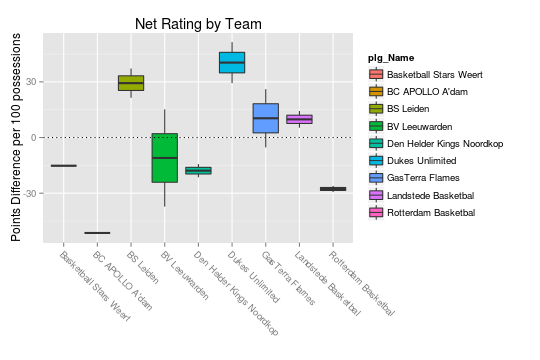 Net Rating by Team
Points Difference per 100 possessions
30
0
-30
Basketball Stars Weert
BC APOLLO A'dam
BS Leiden
BV Leeuwarden
Den Helder Kings Noordkop
Dukes Unlimited
GasTerra Flames
Landstede Basketbal
Rotterdam Basketbal
plg_Name
Basketball Stars Weert
BC APOLLO A'dam
BS Leiden
BV Leeuwarden
Den Helder Kings Noordkop
Dukes Unlimited
GasTerra Flames
Landstede Basketbal
Rotterdam Basketbal